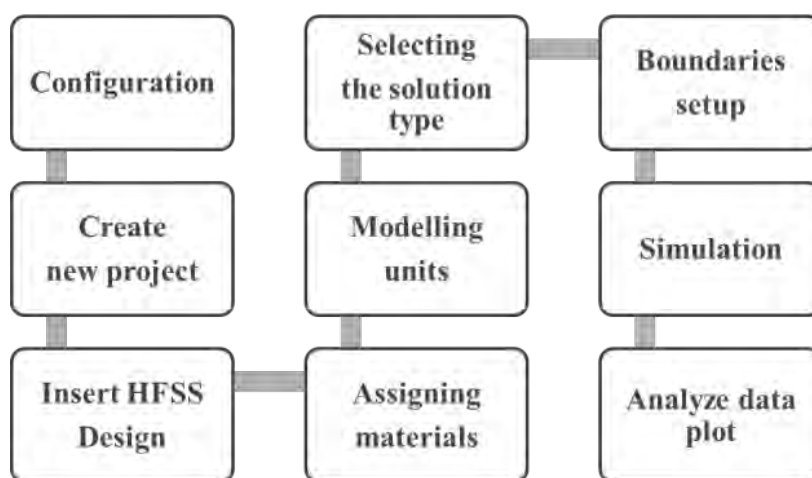 Configuration
Create
new project
Insert HFSS
Design
Assigning
materials
Modelling
units
Selecting
the solution
type
Boundaries
setup
Simulation
Analyze data
plot